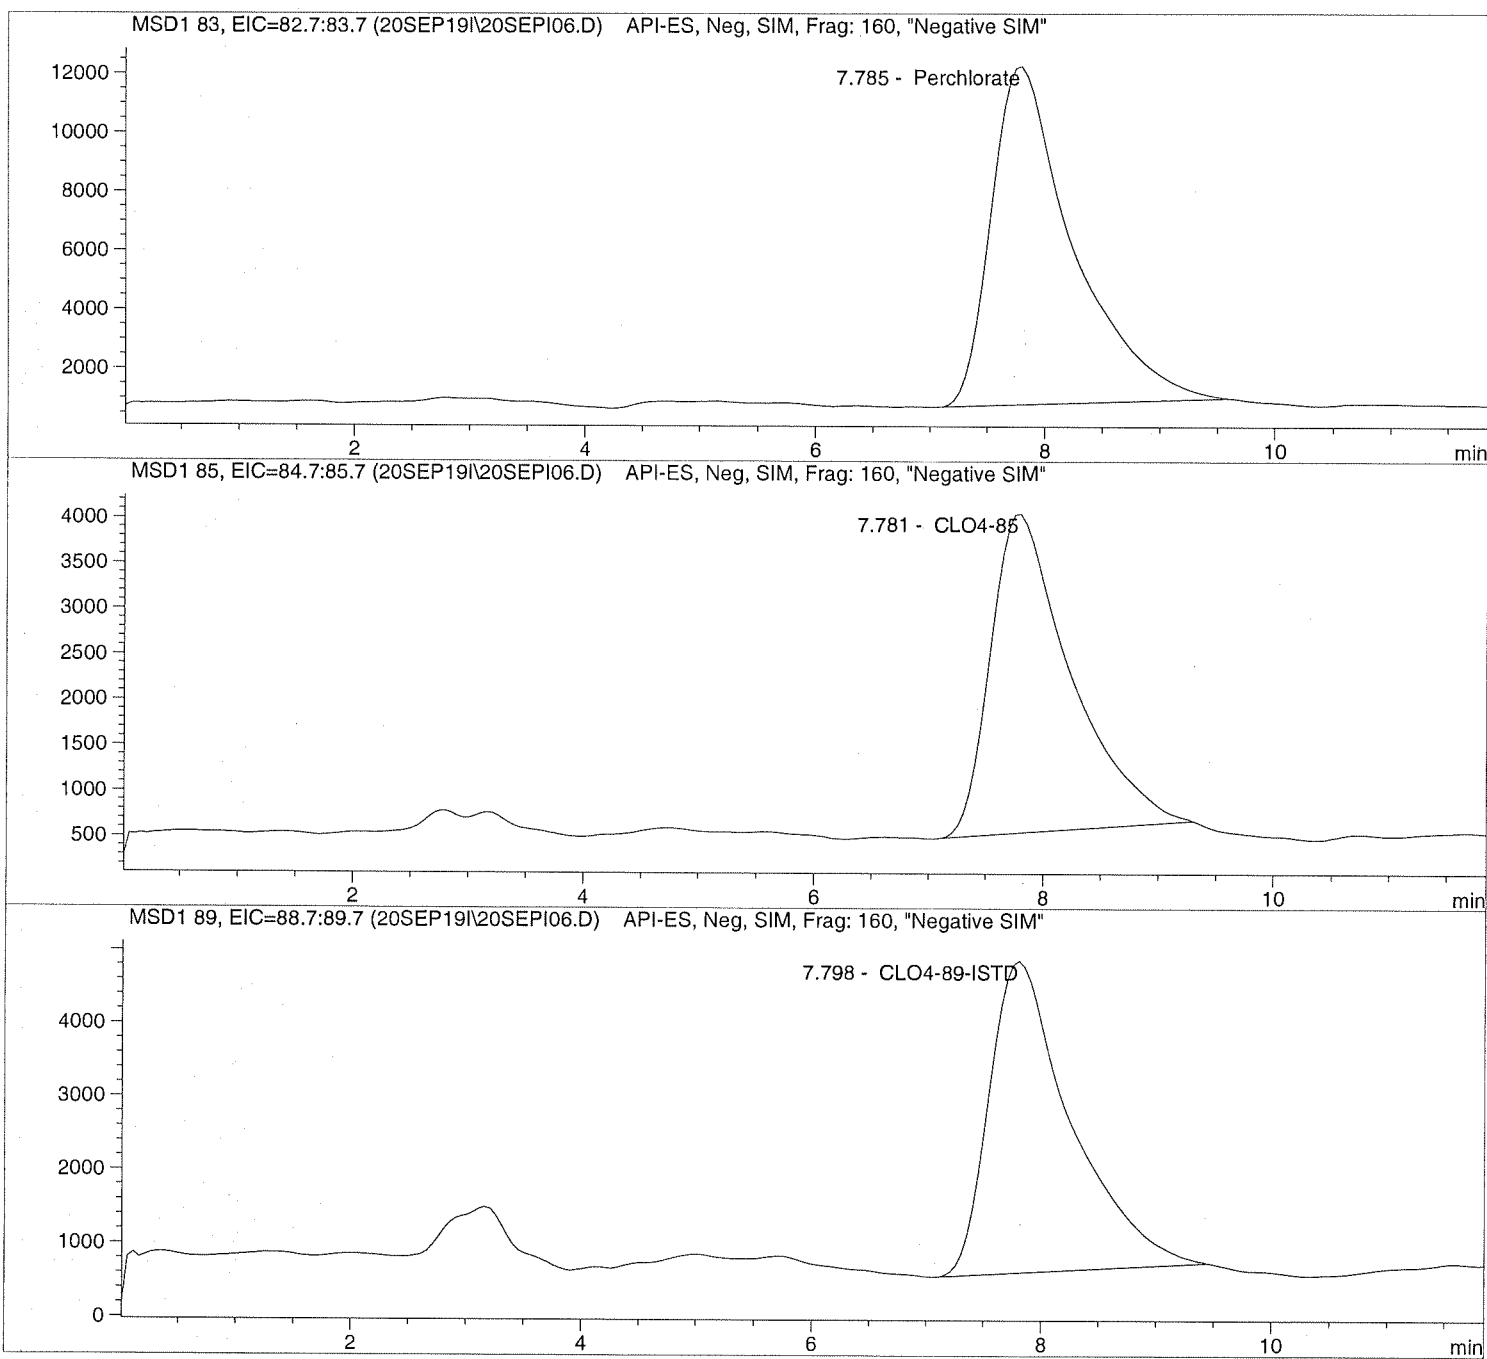 MSD1 83, EIC=82.7:83.7 (20SEP19I\20SEPI06.D) API-ES, Neg, SIM, Frag: 160, "Negative SIM"
7.785 - Perchlorate
12000
10000
8000
6000
4000
2000
2 4 6 8 10 min
MSD1 85, EIC=84.7:85.7 (20SEP19I\20SEPI06.D) API-ES, Neg, SIM, Frag: 160, "Negative SIM"
7.781 - CLO4-85
4000
3500
3000
2500
2000
1500
1000
500
2 4 6 8 10 min
MSD1 89, EIC=88.7:89.7 (20SEP19I\20SEPI06.D) API-ES, Neg, SIM, Frag: 160, "Negative SIM"
7.798 - CLO4-89-ISTD
4000
3000
2000
1000
0
2 4 6 8 10 min